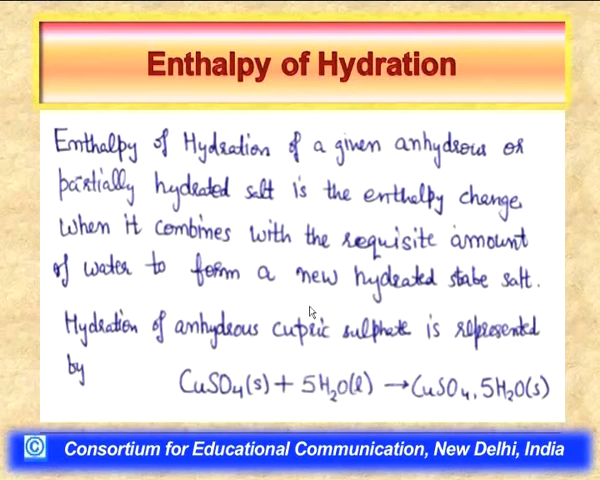 Enthalpy of Hydration
Enthalpy of Hydration of a given anhydrous or
partially hydrated salt is the enthalpy change
when it combines with the requisite amount
of water to form a new hydrated stabe salt.
Hydration of anhydrous cupric sulphate is represented
by
CuSO₄(s) + 5H₂O(l) → CuSO₄.5H₂O(s)
© Consortium for Educational Communication, New Delhi, India